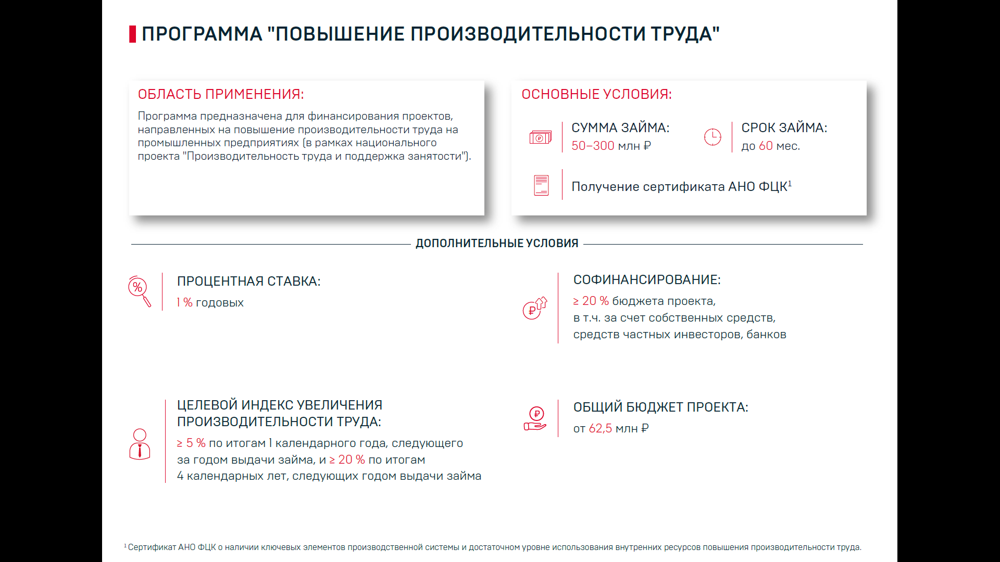 ПРОГРАММА "ПОВЫШЕНИЕ ПРОИЗВОДИТЕЛЬНОСТИ ТРУДА"
ОБЛАСТЬ ПРИМЕНЕНИЯ:
Программа предназначена для финансирования проектов,
направленных на повышение производительности труда на
промышленных предприятиях (в рамках национального
проекта "Производительность труда и поддержка занятости").
ОСНОВНЫЕ УСЛОВИЯ:
СУММА ЗАЙМА:
50–300 млн ₽
СРОК ЗАЙМА:
до 60 мес.
Получение сертификата АНО ФЦК¹
ДОПОЛНИТЕЛЬНЫЕ УСЛОВИЯ
ПРОЦЕНТНАЯ СТАВКА:
1 % годовых
СОФИНАНСИРОВАНИЕ:
≥ 20 % бюджета проекта,
в т.ч. за счет собственных средств,
средств частных инвесторов, банков
ЦЕЛЕВОЙ ИНДЕКС УВЕЛИЧЕНИЯ
ПРОИЗВОДИТЕЛЬНОСТИ ТРУДА:
≥ 5 % по итогам 1 календарного года, следующего
за годом выдачи займа, и ≥ 20 % по итогам
4 календарных лет, следующих годом выдачи займа
ОБЩИЙ БЮДЖЕТ ПРОЕКТА:
от 62,5 млн ₽
¹ Сертификат АНО ФЦК о наличии ключевых элементов производственной системы и достаточном уровне использования внутренних ресурсов повышения производительности труда.